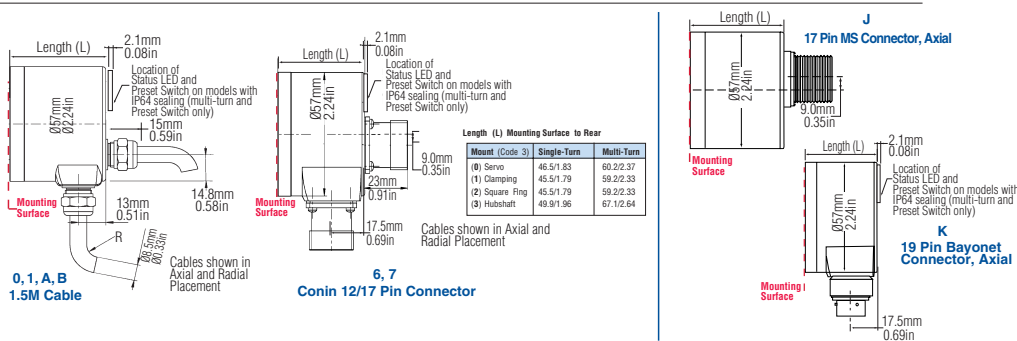 Length (L)
2.1mm
0.08in
Location of
Status LED and
Preset Switch on models with
IP64 sealing (multi-turn and
Preset Switch only)
Ø57mm
Ø2.24in
15mm
0.59in
14.8mm
0.58in
13mm
0.51in
Mounting
Surface
R
Ø8.5mm
Ø0.33in
Cables shown in
Axial and Radial
Placement
0, 1, A, B
1.5M Cable
Length (L)
2.1mm
0.08in
Location of
Status LED and
Preset Switch on models with
IP64 sealing (multi-turn and
Preset Switch only)
Ø57mm
2.24in
9.0mm
0.35in
23mm
0.91in
Mounting
Surface
17.5mm
0.69in
Cables shown in Axial and
Radial Placement
6, 7
Conin 12/17 Pin Connector
Length (L) Mounting Surface to Rear
Mount (Code 3) Single-Turn Multi-Turn
(0) Servo 46.5/1.83 60.2/2.37
(1) Clamping 45.5/1.79 59.2/2.33
(2) Square Fing 45.5/1.79 59.2/2.33
(3) Hubshaft 49.9/1.96 67.1/2.64
Length (L)
J
17 Pin MS Connector, Axial
Ø57mm
2.24in
9.0mm
0.35in
Mounting
Surface
Length (L)
2.1mm
0.08in
Location of
Status LED and
Preset Switch on models with
IP64 sealing (multi-turn and
Preset Switch only)
Ø57mm
2.24in
K
19 Pin Bayonet
Connector, Axial
Mounting
Surface
17.5mm
0.69in